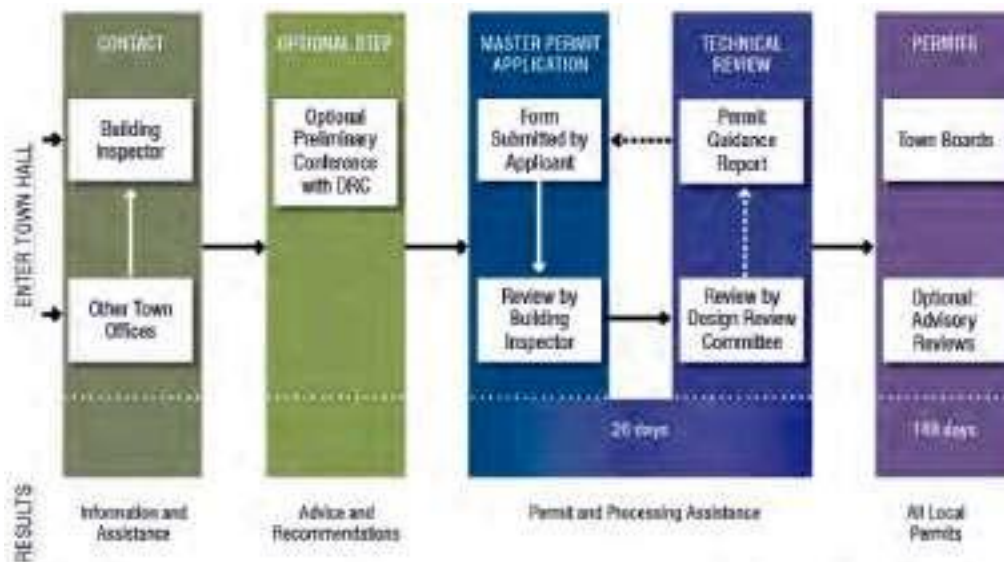 CONTACT
OPTIONAL STEP
MASTER PERMIT
APPLICATION
TECHNICAL
REVIEW
PERMITS
ENTER TOWN HALL
Building
Inspector
Optional
Preliminary
Conference
with DRC
Form
Submitted by
Applicant
Permit
Guidance
Report
Town Boards
Other Town
Offices
Review by
Building
Inspector
Review by
Design Review
Committee
Optional:
Advisory
Reviews
days
days
RESULTS
Information and
Assistance
Advice and
Recommendations
Permit and Processing Assistance
All Local
Permits